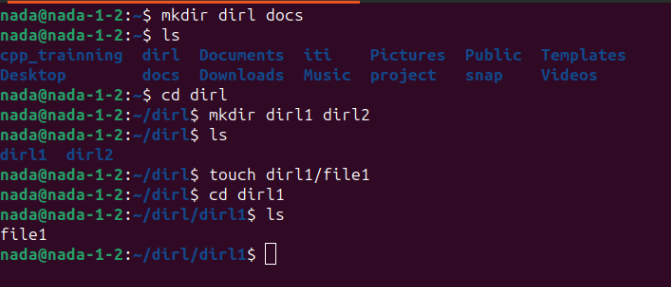 nada@nada-1-2:~$ mkdir dirl docs
nada@nada-1-2:~$ ls
cpp_trainning  dirl  Documents  iti    Pictures  Public  Templates
Desktop        docs  Downloads  Music  project   snap    Videos
nada@nada-1-2:~$ cd dirl
nada@nada-1-2:~/dirl$ mkdir dirl1 dirl2
nada@nada-1-2:~/dirl$ ls
dirl1  dirl2
nada@nada-1-2:~/dirl$ touch dirl1/file1
nada@nada-1-2:~/dirl$ cd dirl1
nada@nada-1-2:~/dirl/dirl1$ ls
file1
nada@nada-1-2:~/dirl/dirl1$